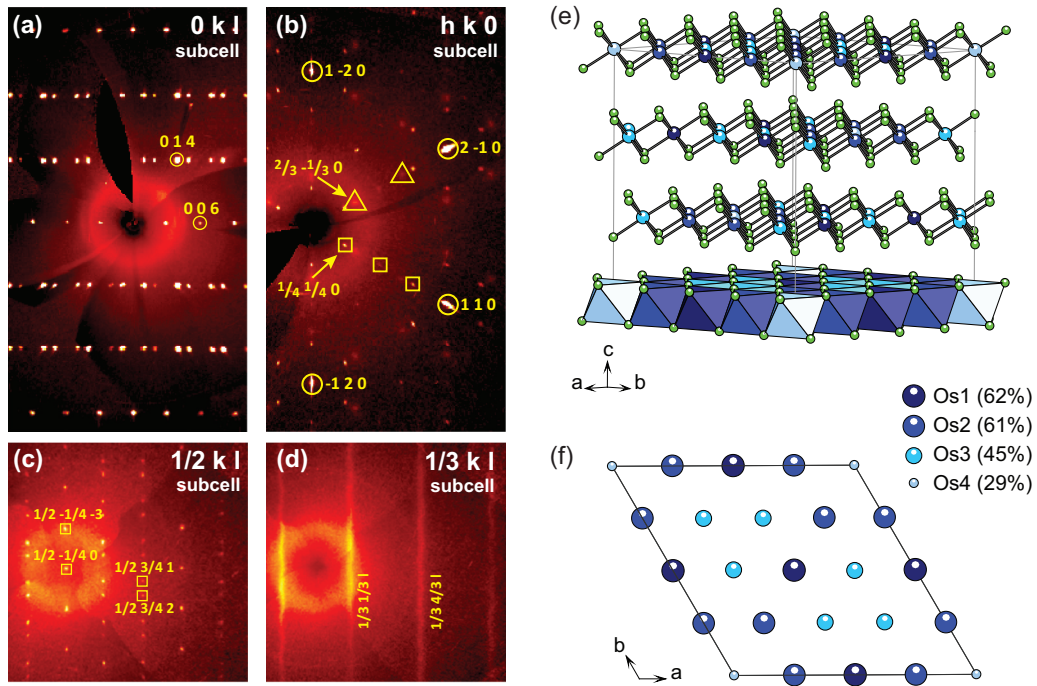 (a)
0 k l
subcell
0 1 4
0 0 6
(b)
h k 0
subcell
1 -2 0
2 -1 0
2/3 -1/3 0
1/4 1/4 0
1 1 0
-1 2 0
(c)
1/2 k l
subcell
1/2 -1/4 -3
1/2 -1/4 0
1/2 3/4 1
1/2 3/4 2
(d)
1/3 k l
subcell
1/3 1/3 l
1/3 4/3 l
(e)
c
a
b
Os1 (62%)
Os2 (61%)
Os3 (45%)
Os4 (29%)
(f)
b
a